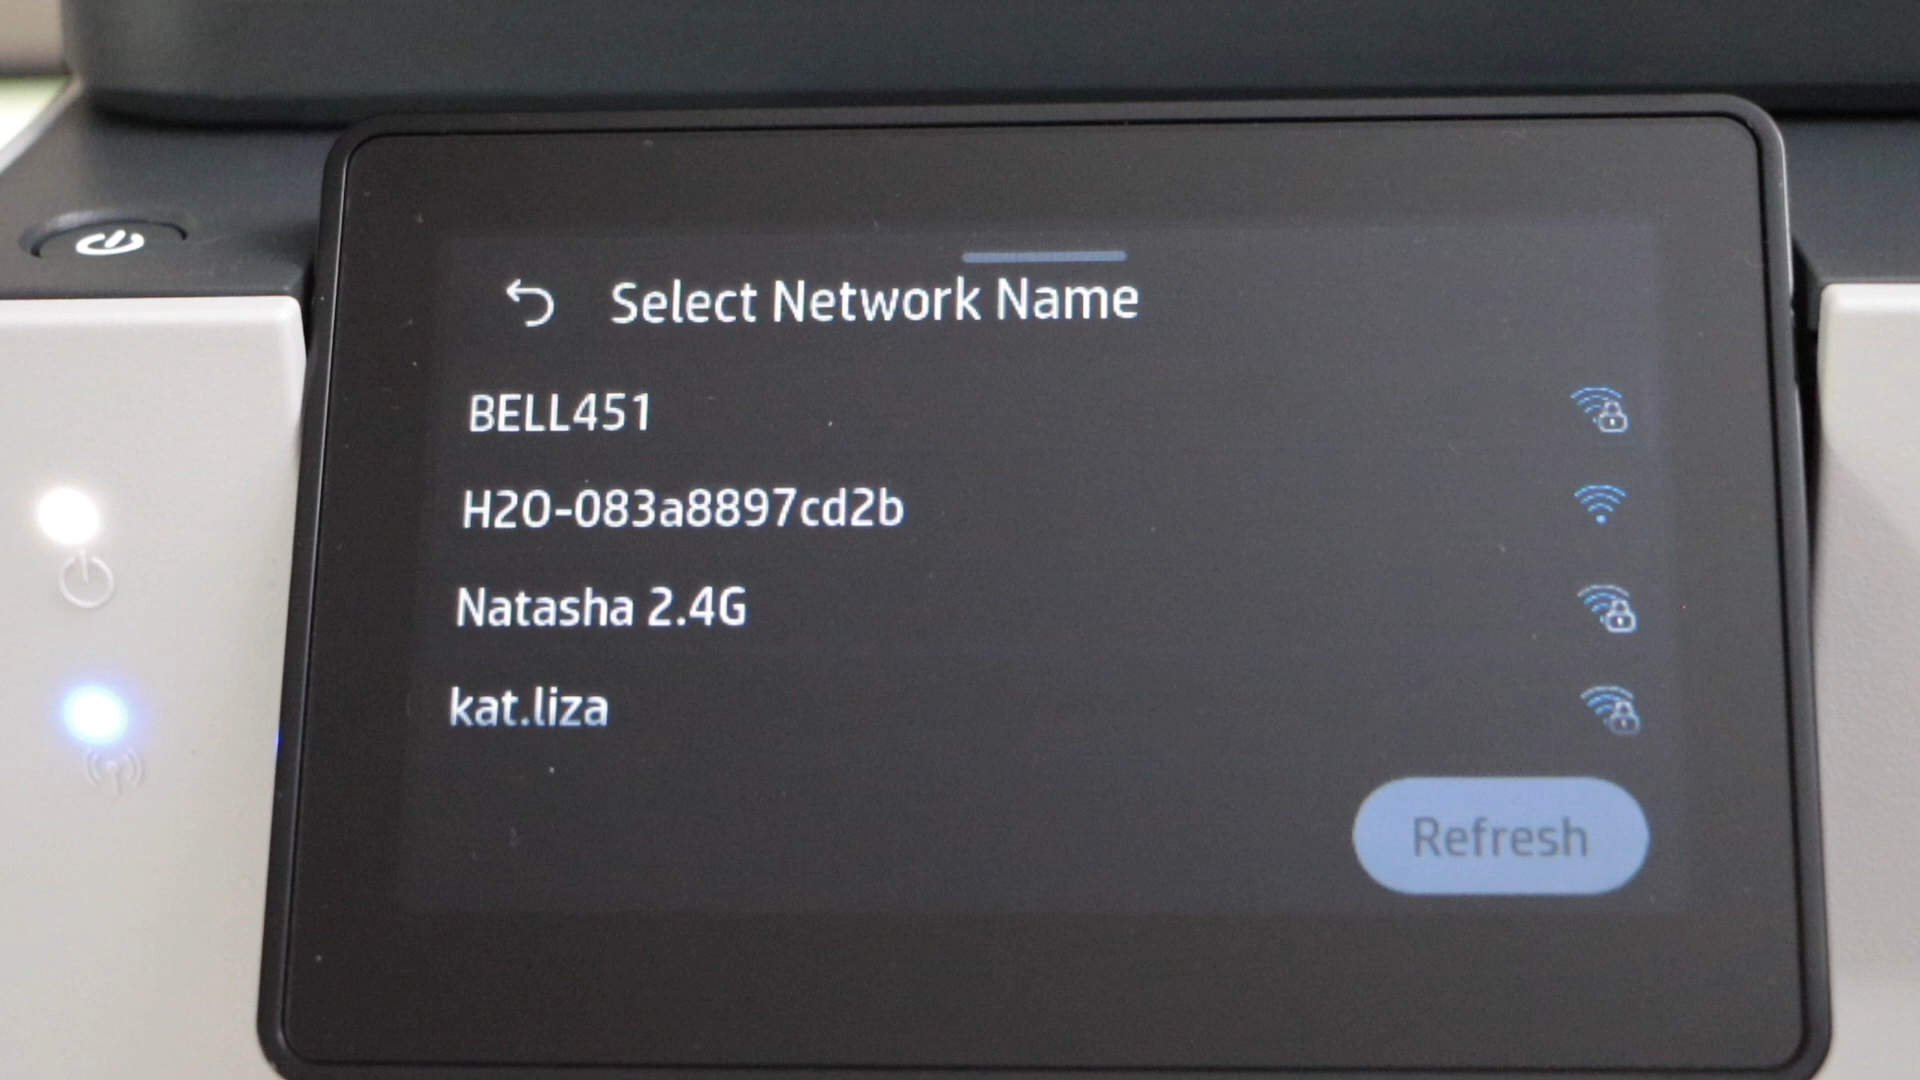 Select Network Name
BELL451
H2O-083a8897cd2b
Natasha 2.4G
kat.liza
Refresh